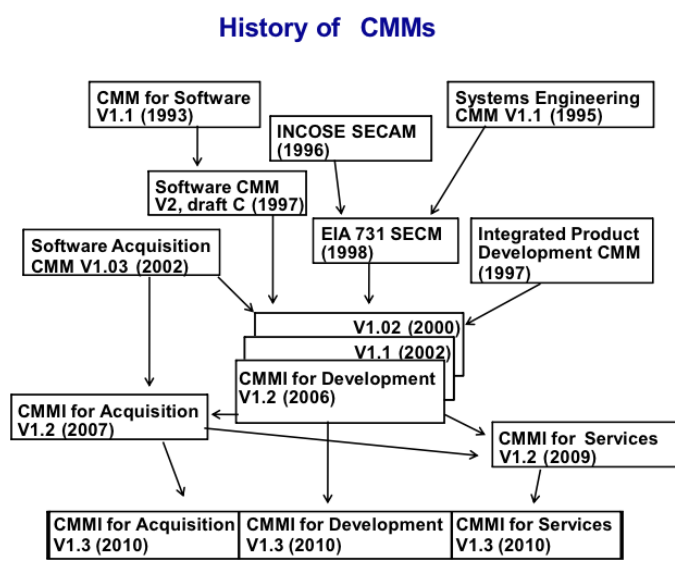 History of CMMs
CMM for Software
V1.1 (1993)
Systems Engineering
CMM V1.1 (1995)
INCOSE SECAM
(1996)
Software CMM
V2, draft C (1997)
EIA 731 SECM
(1998)
Integrated Product
Development CMM
(1997)
Software Acquisition
CMM V1.03 (2002)
V1.02 (2000)
V1.1 (2002)
CMMI for Development
V1.2 (2006)
CMMI for Acquisition
V1.2 (2007)
CMMI for Services
V1.2 (2009)
CMMI for Acquisition
V1.3 (2010)
CMMI for Development
V1.3 (2010)
CMMI for Services
V1.3 (2010)